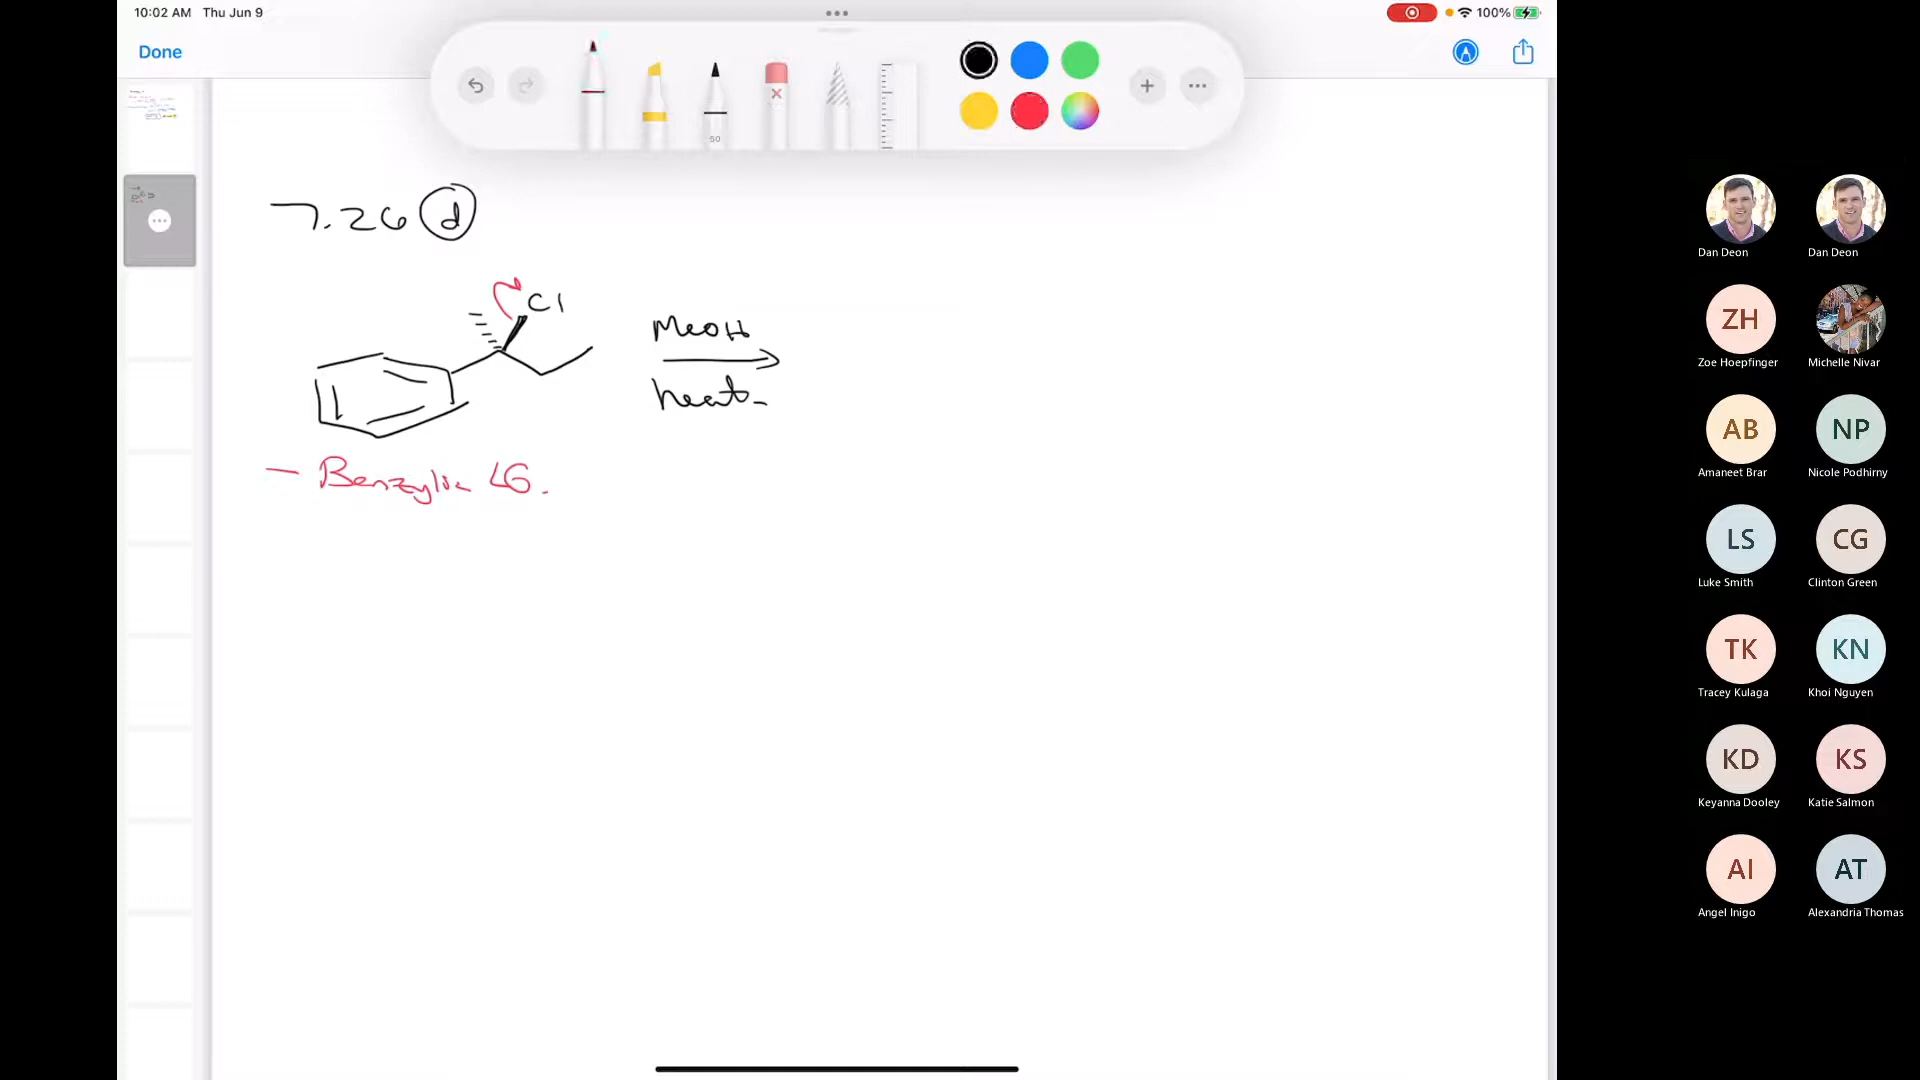 10:02 AM Thu Jun 9
100%
Done
50
7.26 d
Cl
MeOH
heat
- Benzylic LG.
Dan Deon
Dan Deon
ZH
Zoe Hoepfinger
Michelle Nivar
AB
Amaneet Brar
NP
Nicole Podhirny
LS
Luke Smith
CG
Clinton Green
TK
Tracey Kulaga
KN
Khoi Nguyen
KD
Keyanna Dooley
KS
Katie Salmon
AI
Angel Inigo
AT
Alexandria Thomas